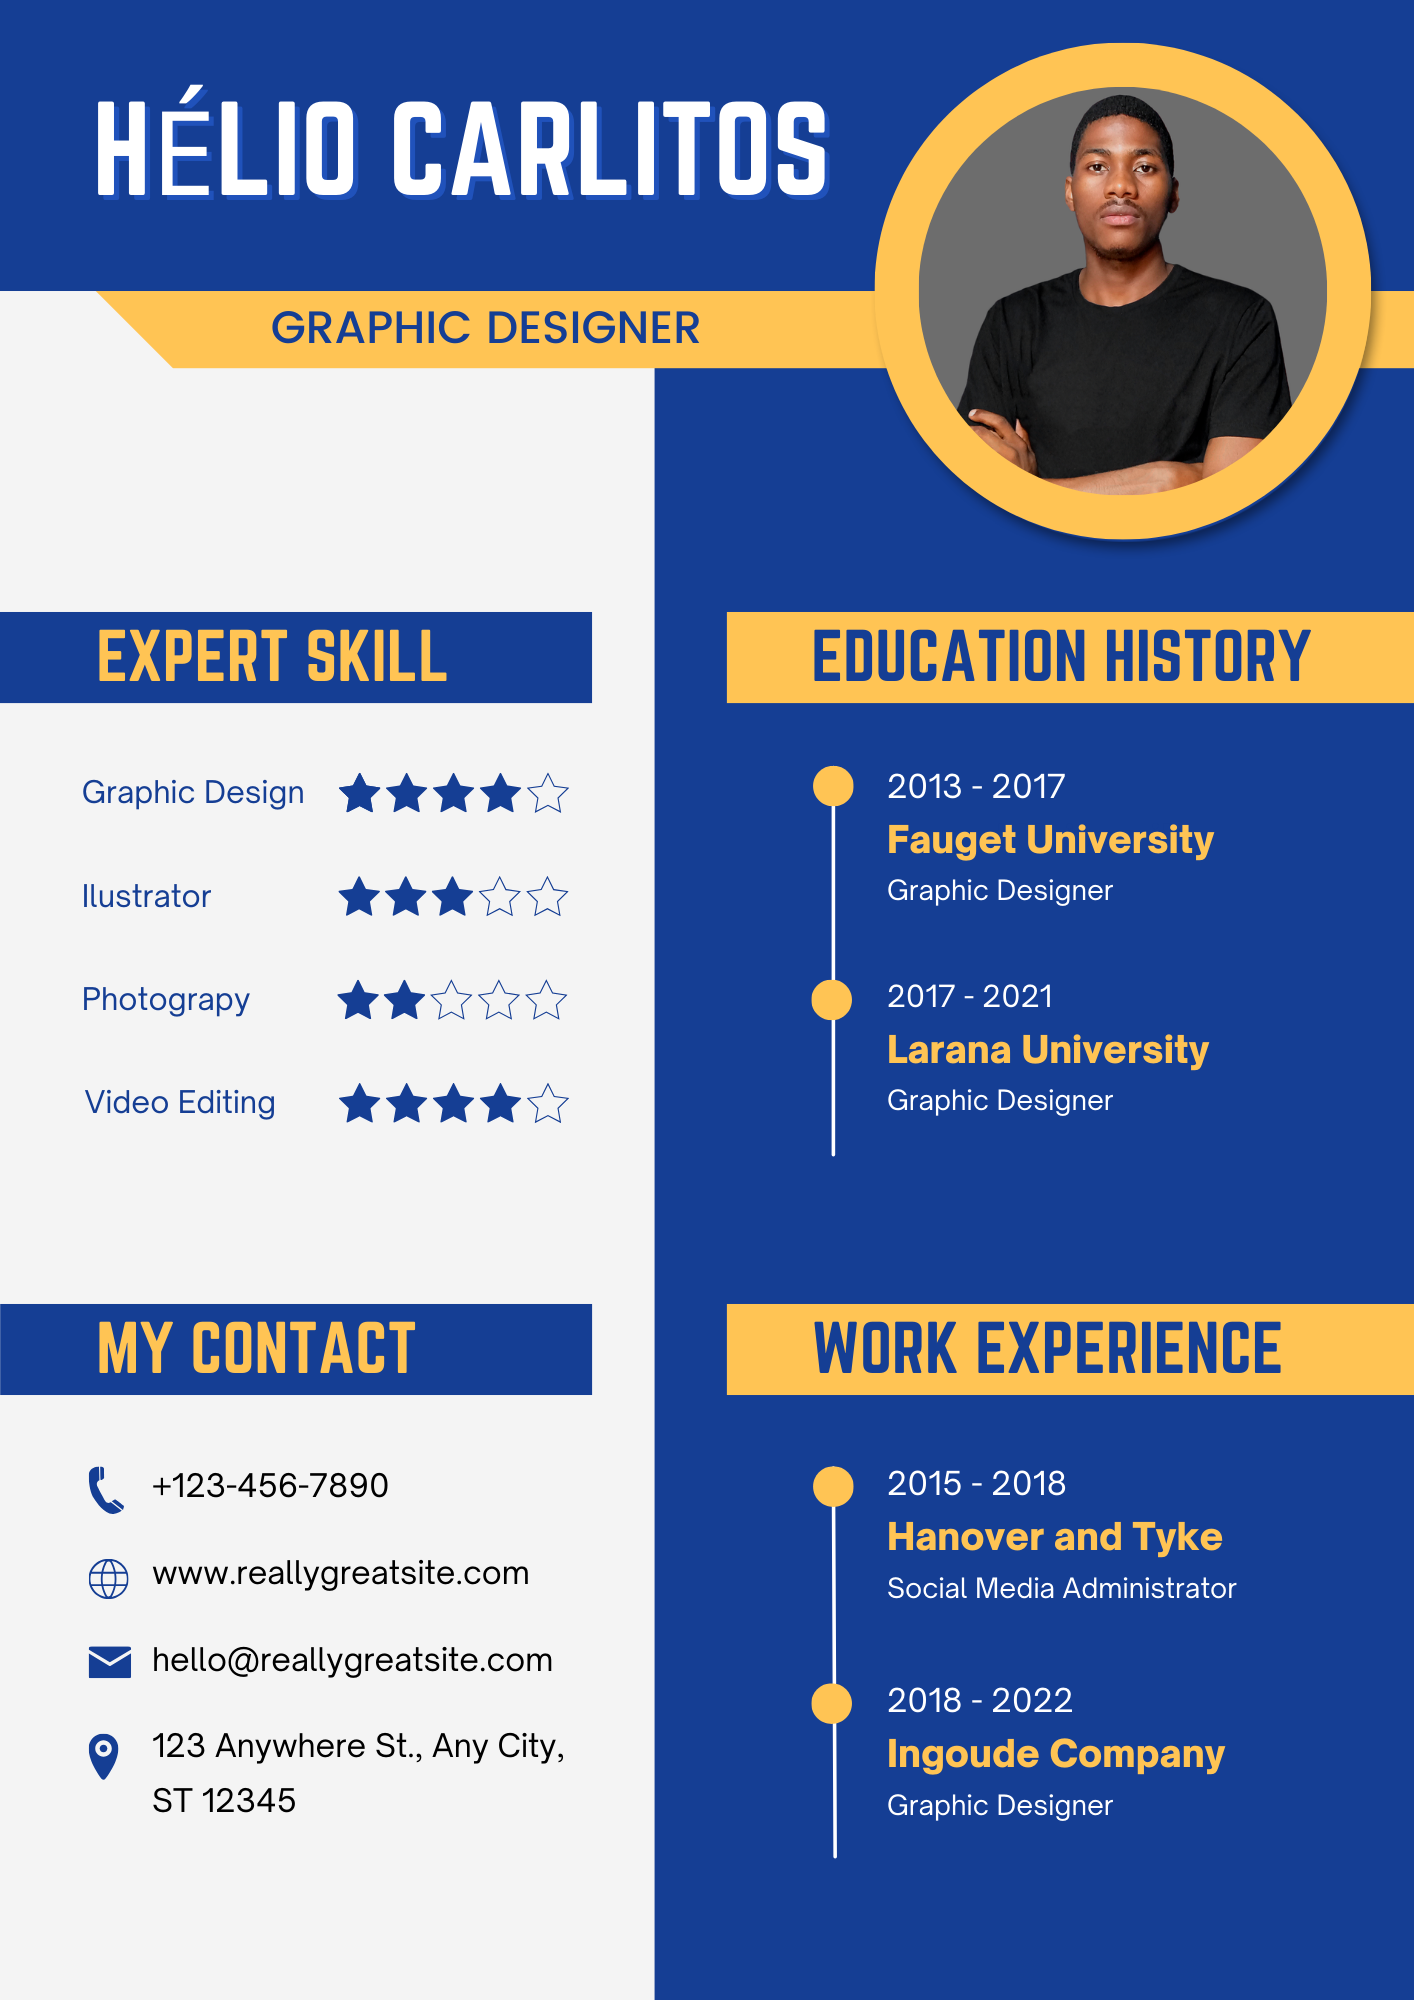 HÉLIO CARLITOS
GRAPHIC DESIGNER
EXPERT SKILL
Graphic Design
Ilustrator
Photograpy
Video Editing
MY CONTACT
+123-456-7890
www.reallygreatsite.com
hello@reallygreatsite.com
123 Anywhere St., Any City,
ST 12345
EDUCATION HISTORY
2013 - 2017
Fauget University
Graphic Designer
2017 - 2021
Larana University
Graphic Designer
WORK EXPERIENCE
2015 - 2018
Hanover and Tyke
Social Media Administrator
2018 - 2022
Ingoude Company
Graphic Designer